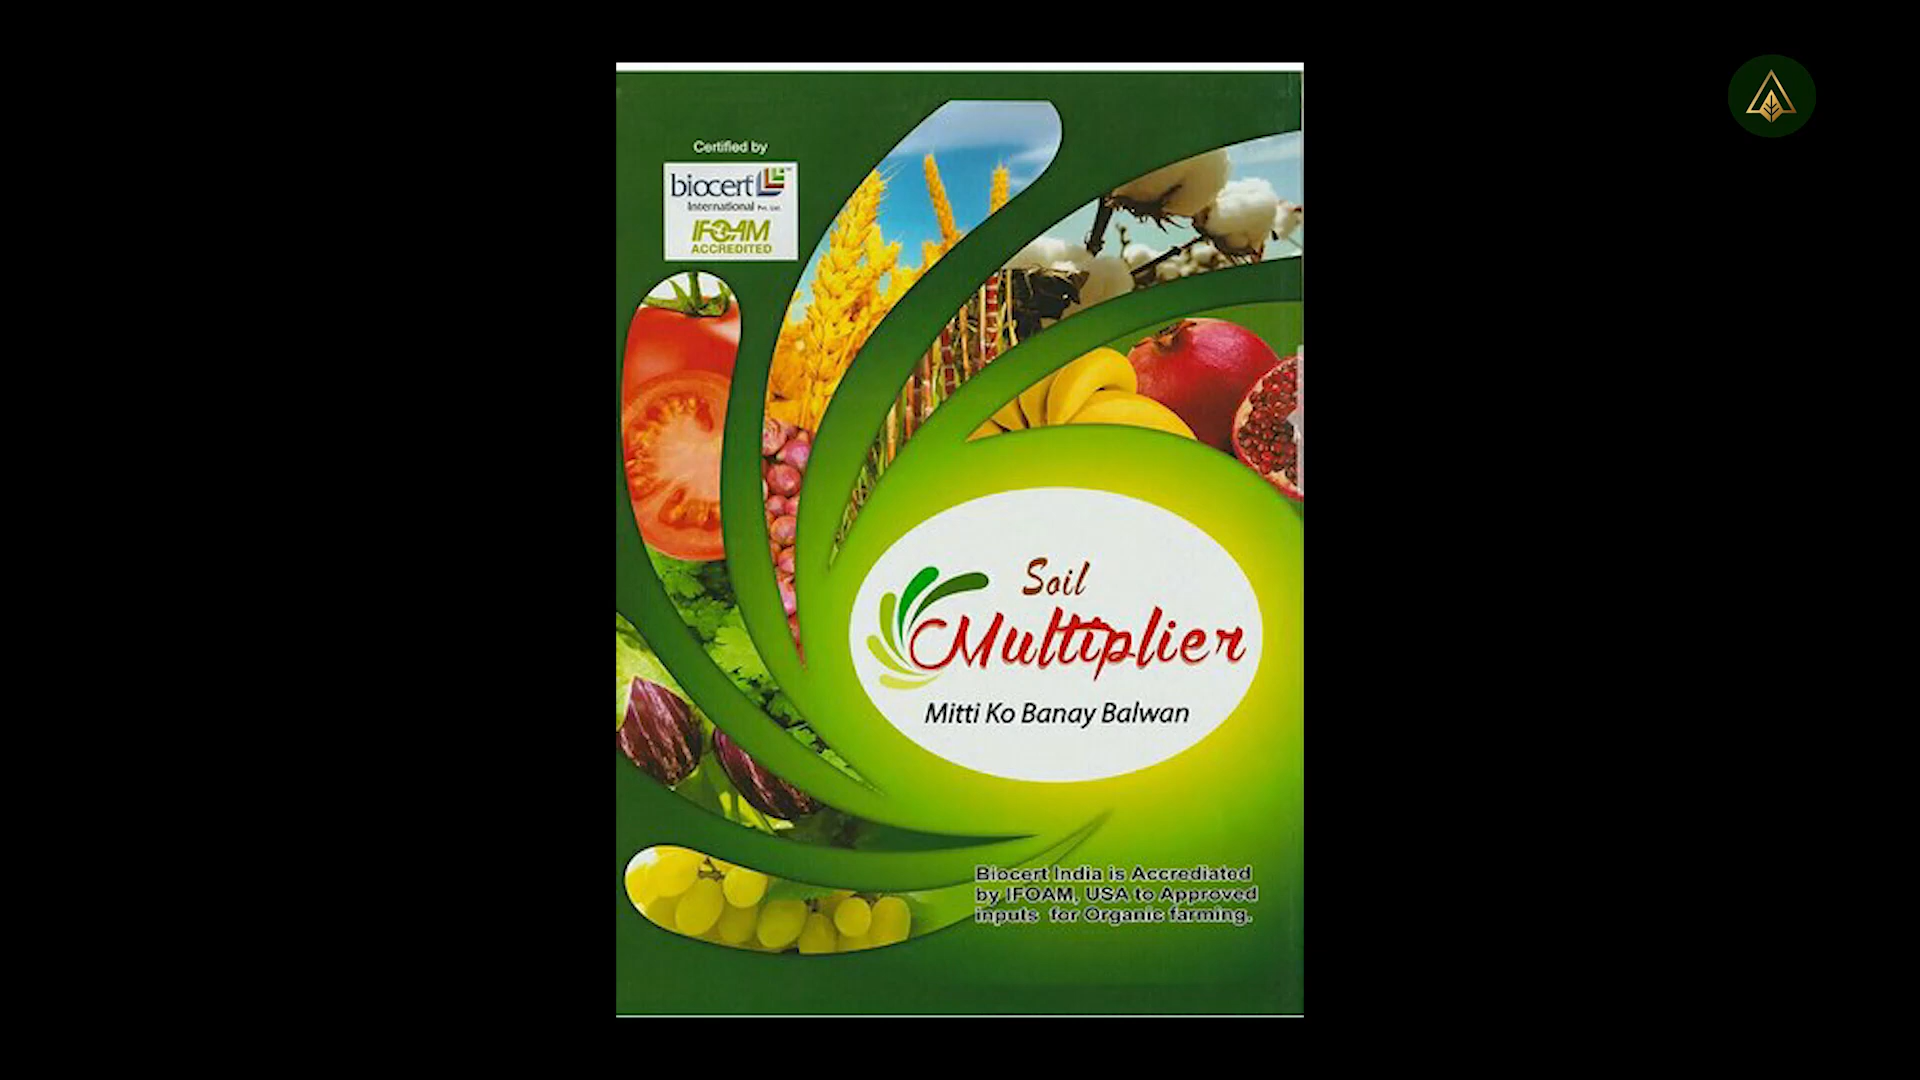 Certified by
biocert
International Pvt. Ltd.
IFOAM
ACCREDITED
Soil
Multiplier
Mitti Ko Banay Balwan
Biocert India is Accrediated
by IFOAM, USA to Approved
inputs for Organic farming.